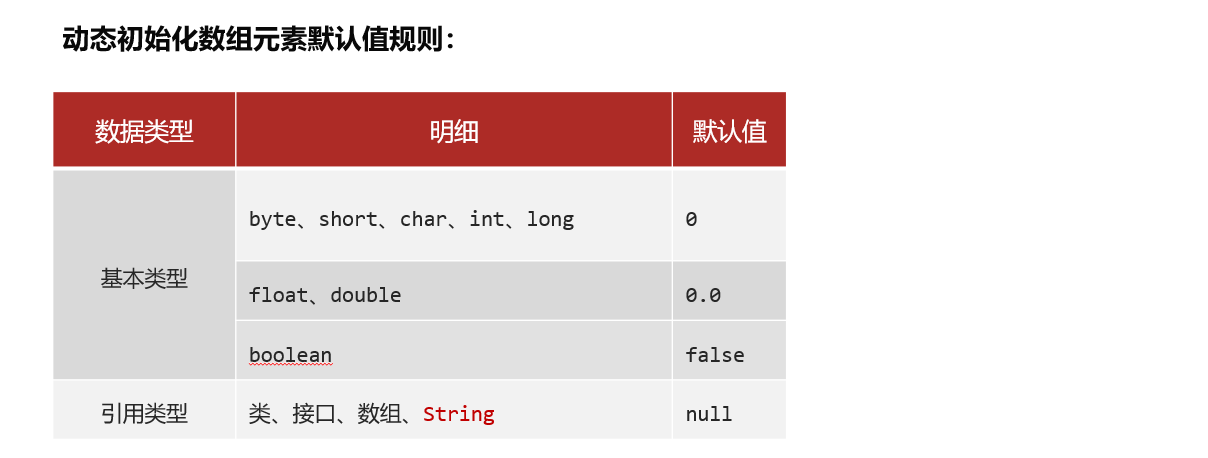 动态初始化数组元素默认值规则：
数据类型 明细 默认值
基本类型 byte、short、char、int、long 0
float、double 0.0
boolean false
引用类型 类、接口、数组、String null